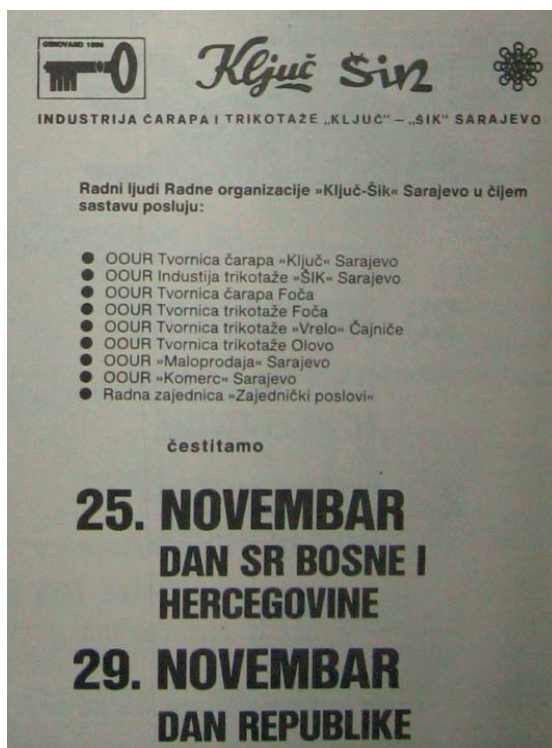 OSNOVANO 1898
Ključ Šik
INDUSTRIJA ČARAPA I TRIKOTAŽE „KLJUČ“ – „ŠIK“ SARAJEVO
Radni ljudi Radne organizacije »Ključ-Šik« Sarajevo u čijem
sastavu posluju:
● OOUR Tvornica čarapa »Ključ« Sarajevo
● OOUR Industija trikotaže »ŠIK« Sarajevo
● OOUR Tvornica čarapa Foča
● OOUR Tvornica trikotaže Foča
● OOUR Tvornica trikotaže »Vrelo« Čajniče
● OOUR Tvornica trikotaže Olovo
● OOUR »Maloprodaja« Sarajevo
● OOUR »Komerc« Sarajevo
● Radna zajednica »Zajednički poslovi«
čestitamo
25. NOVEMBAR
DAN SR BOSNE I
HERCEGOVINE
29. NOVEMBAR
DAN REPUBLIKE